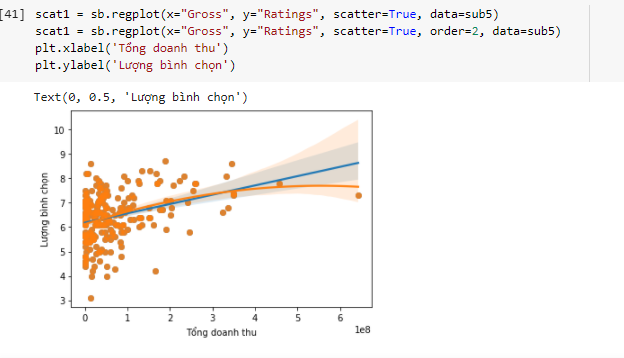 [41] scat1 = sb.regplot(x="Gross", y="Ratings", scatter=True, data=sub5)
scat1 = sb.regplot(x="Gross", y="Ratings", scatter=True, order=2, data=sub5)
plt.xlabel('Tổng doanh thu')
plt.ylabel('Lượng bình chọn')
Text(0, 0.5, 'Lượng bình chọn')
10
9
8
7
6
5
4
3
Lượng bình chọn
0 1 2 3 4 5 6
1e8
Tổng doanh thu